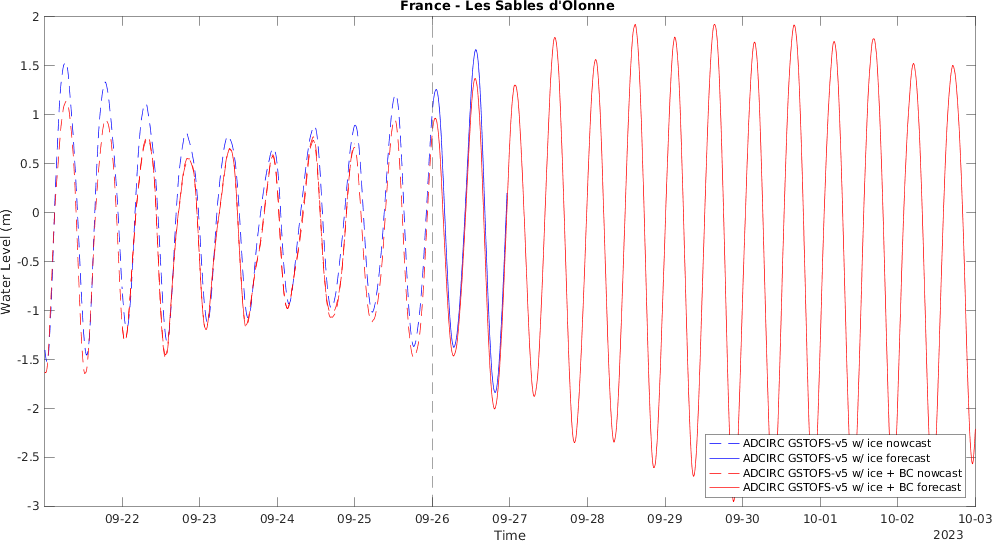 France - Les Sables d'Olonne
2
1.5
1
0.5
0
-0.5
-1
-1.5
-2
-2.5
-3
Water Level (m)
ADCIRC GSTOFS-v5 w/ ice nowcast
ADCIRC GSTOFS-v5 w/ ice forecast
ADCIRC GSTOFS-v5 w/ ice + BC nowcast
ADCIRC GSTOFS-v5 w/ ice + BC forecast
09-22 09-23 09-24 09-25 09-26 09-27 09-28 09-29 09-30 10-01 10-02 10-03
Time
2023